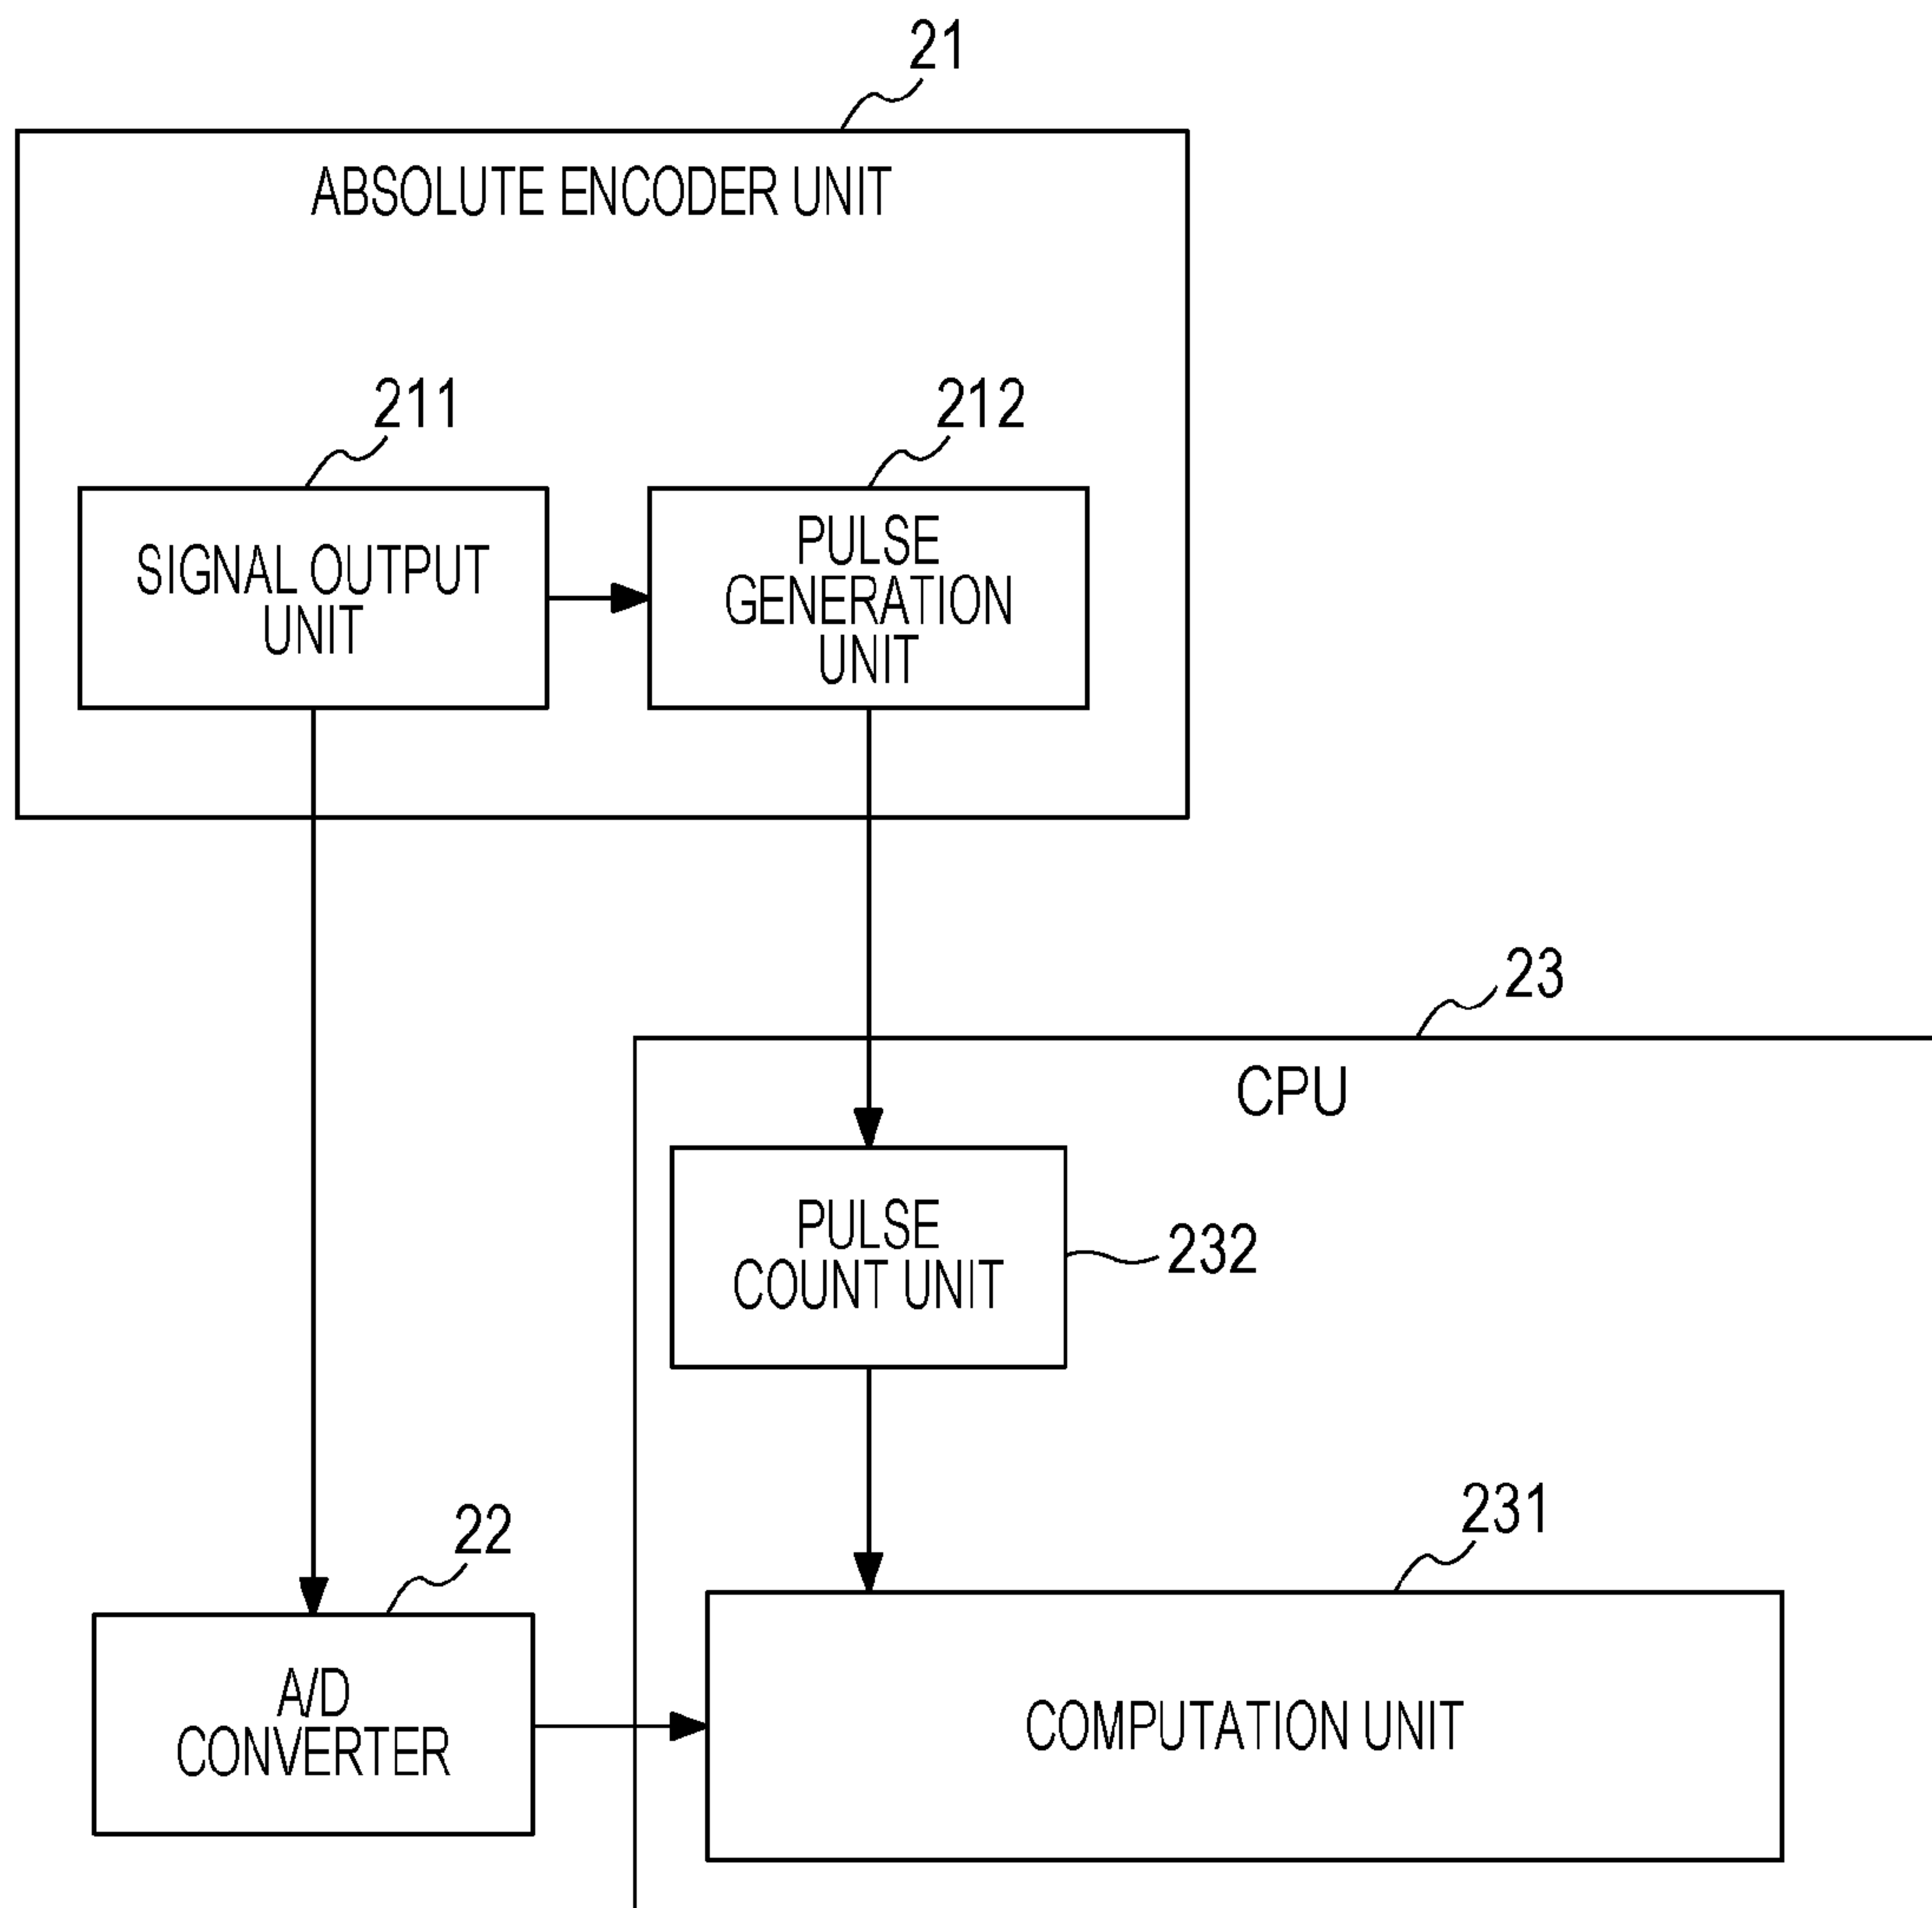 21
ABSOLUTE ENCODER UNIT
211
212
SIGNAL OUTPUT
UNIT
PULSE
GENERATION
UNIT
23
CPU
PULSE
COUNT UNIT
232
22
231
A/D
CONVERTER
COMPUTATION UNIT